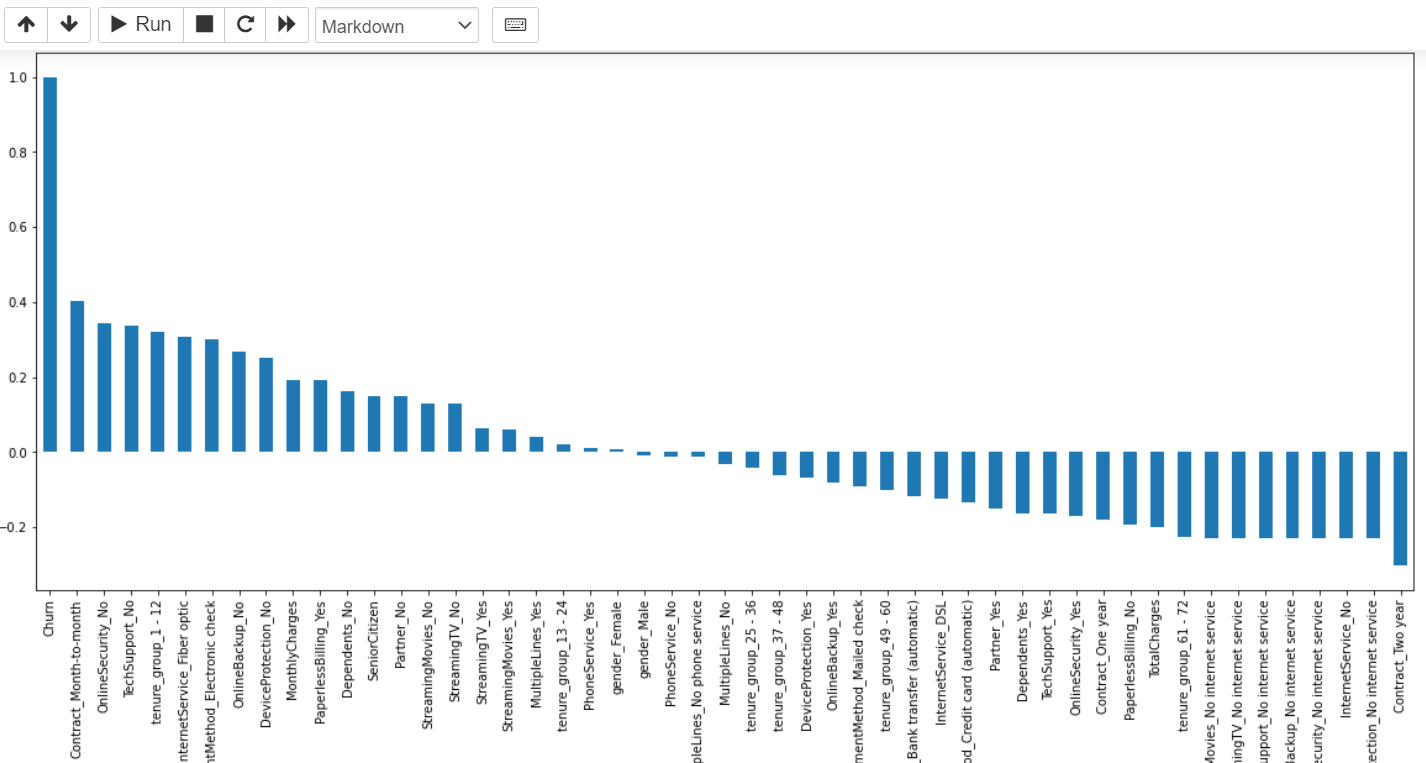 Run
Markdown
1.0
0.8
0.6
0.4
0.2
0.0
−0.2
Churn
Contract_Month-to-month
OnlineSecurity_No
TechSupport_No
tenure_group_1 - 12
nternetService_Fiber optic
ntMethod_Electronic check
OnlineBackup_No
DeviceProtection_No
MonthlyCharges
PaperlessBilling_Yes
Dependents_No
SeniorCitizen
Partner_No
StreamingMovies_No
StreamingTV_No
StreamingTV_Yes
StreamingMovies_Yes
MultipleLines_Yes
tenure_group_13 - 24
PhoneService_Yes
gender_Female
gender_Male
PhoneService_No
pleLines_No phone service
MultipleLines_No
tenure_group_25 - 36
tenure_group_37 - 48
DeviceProtection_Yes
OnlineBackup_Yes
mentMethod_Mailed check
tenure_group_49 - 60
_Bank transfer (automatic)
InternetService_DSL
od_Credit card (automatic)
Partner_Yes
Dependents_Yes
TechSupport_Yes
OnlineSecurity_Yes
Contract_One year
PaperlessBilling_No
TotalCharges
tenure_group_61 - 72
Movies_No internet service
ningTV_No internet service
upport_No internet service
Backup_No internet service
ecurity_No internet service
InternetService_No
ection_No internet service
Contract_Two year